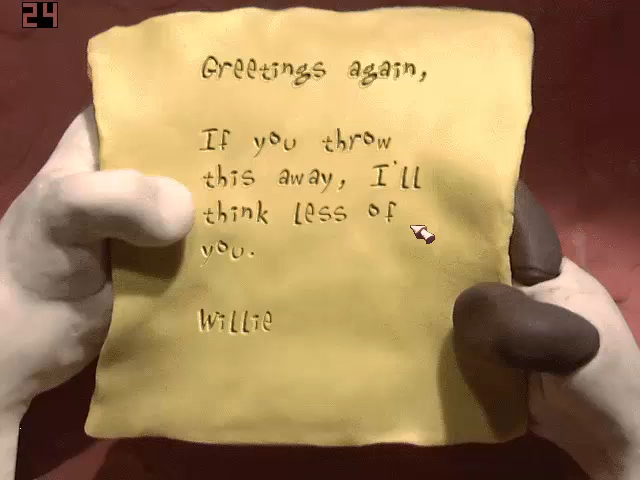 24
Greetings again,
If you throw
this away, I'll
think less of
you.
Willie